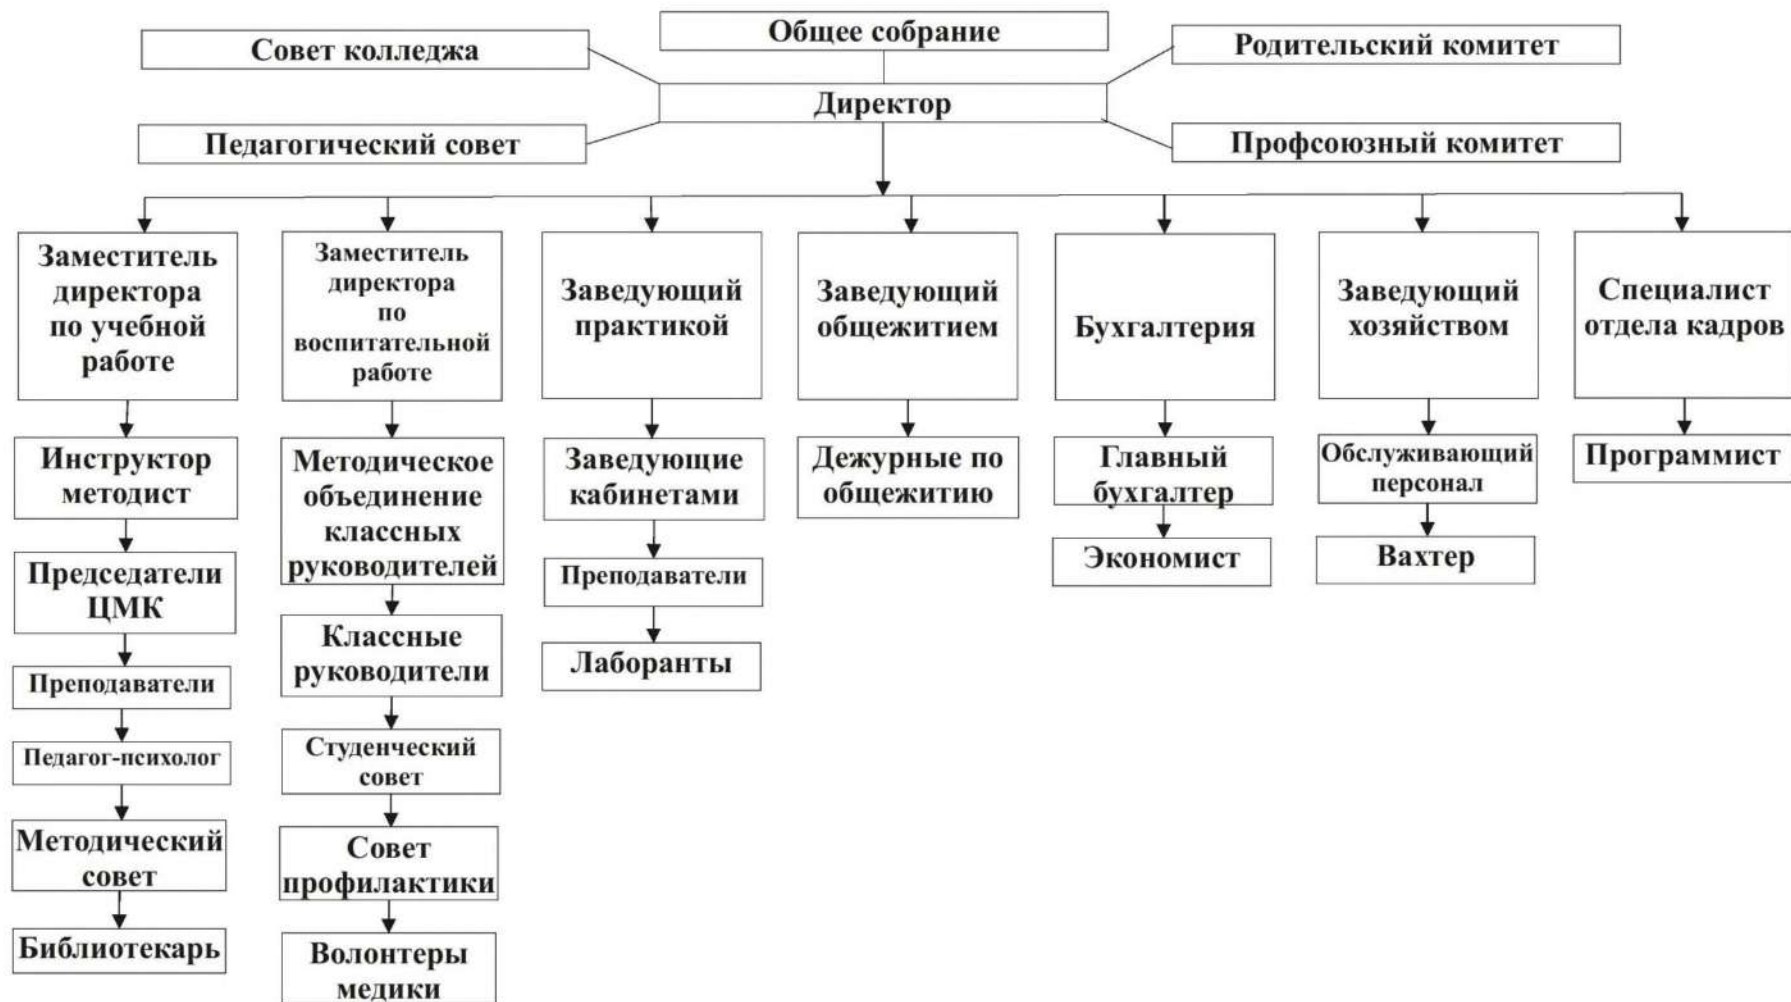 Общее собрание
Совет колледжа
Родительский комитет
Директор
Педагогический совет
Профсоюзный комитет
Заместитель
директора
по учебной
работе
Инструктор
методист
Председатели
ЦМК
Преподаватели
Педагог-психолог
Методический
совет
Библиотекарь
Заместитель
директора
по
воспитательной
работе
Методическое
объединение
классных
руководителей
Классные
руководители
Студенческий
совет
Совет
профилактики
Волонтеры
медики
Заведующий
практикой
Заведующие
кабинетами
Преподаватели
Лаборанты
Заведующий
общежитием
Дежурные по
общежитию
Бухгалтерия
Главный
бухгалтер
Экономист
Заведующий
хозяйством
Обслуживающий
персонал
Вахтер
Специалист
отдела кадров
Программист